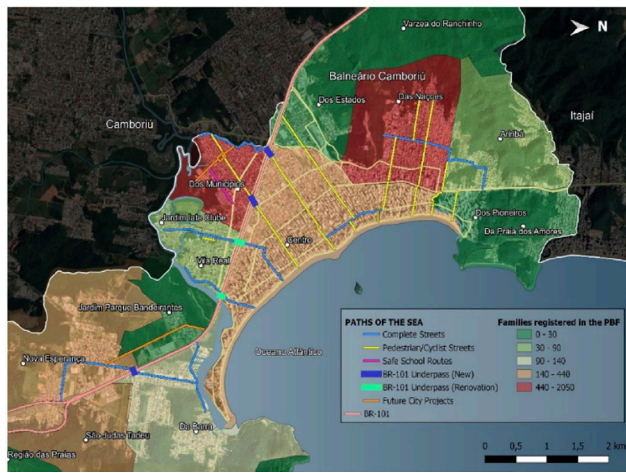 Varzea do Ranchinho
N
Balneário Camboriú
Dos Estados
Das Nações
Camboriú
Itajaí
Ariribá
Dos Municípios
Jardim Iate Clube
Dos Pioneiros
Da Praia dos Amores
Centro
Vila Real
Jardim Parque Bandeirantes
Oceano Atlântico
Nova Esperança
São Judas Tadeu
Da Barra
Região das Praias
PATHS OF THE SEA
Complete Streets
Pedestrian/Cyclist Streets
Safe School Routes
BR-101 Underpass (New)
BR-101 Underpass (Renovation)
Future City Projects
BR-101
Families registered in the PBF
0 - 30
30 - 90
90 - 140
140 - 440
440 - 2050
0 0,5 1 1,5 2 km